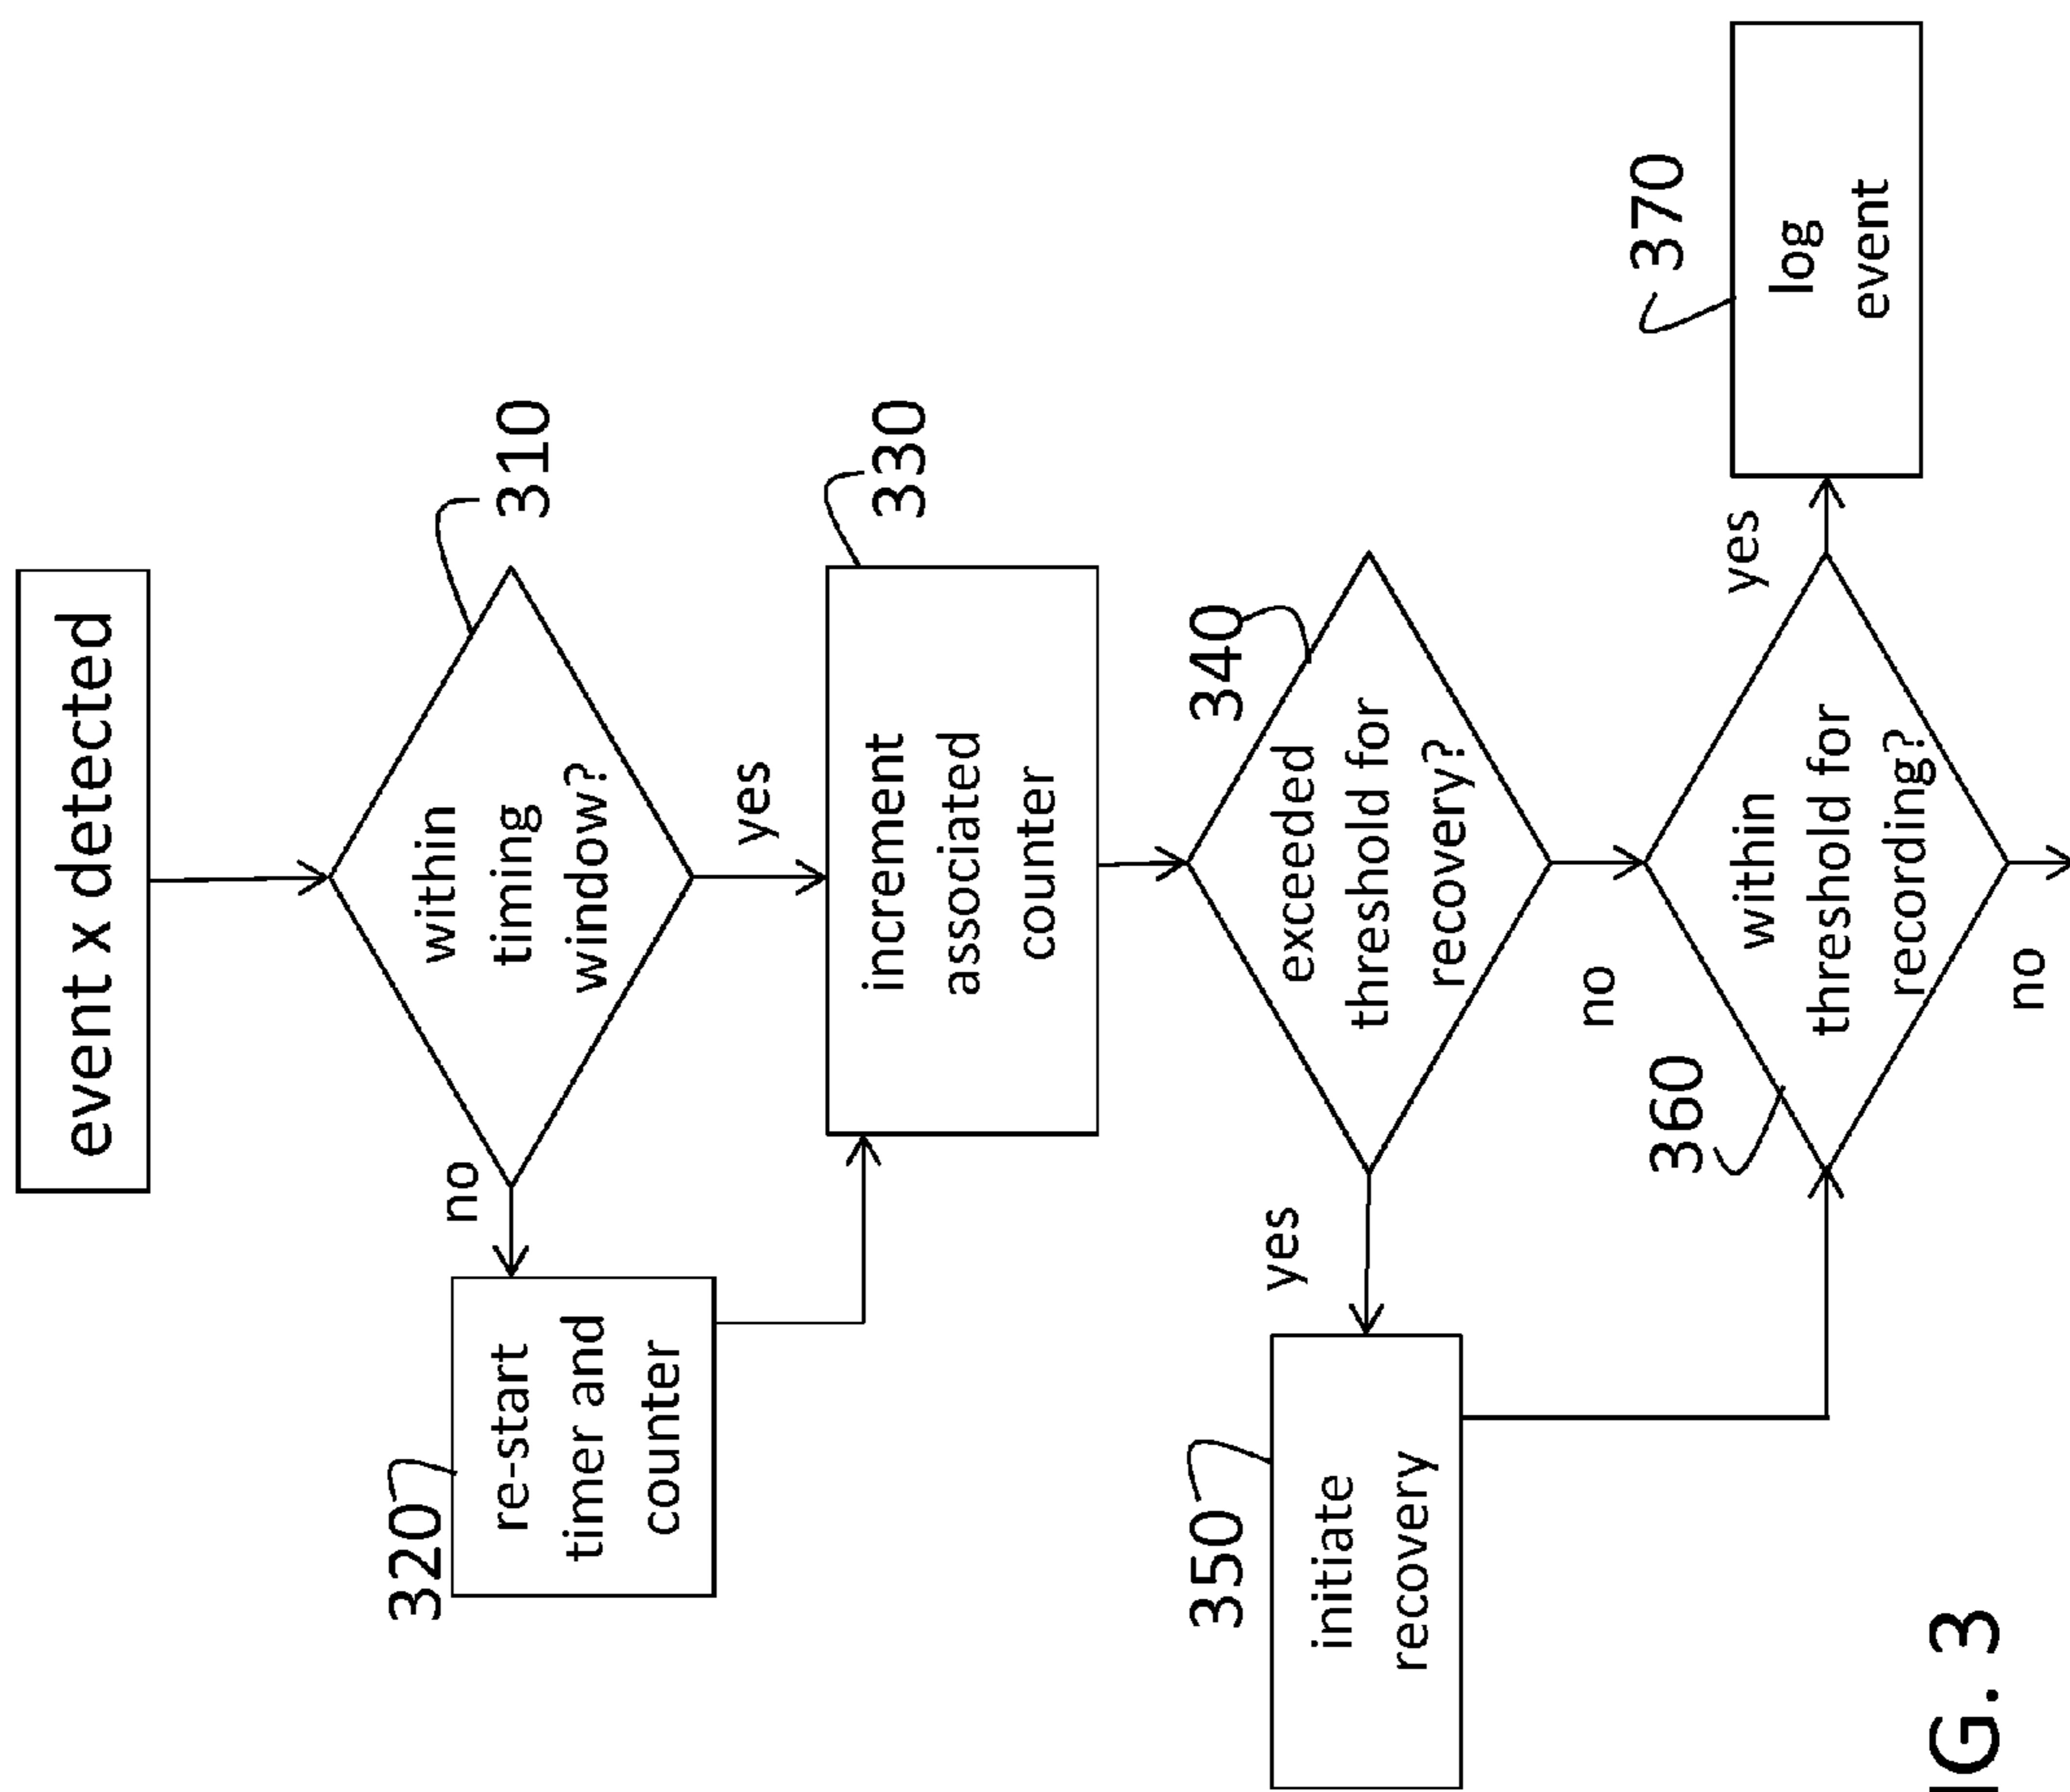 event x detected
within
timing
window?
310
no
yes
320
re-start
timer and
counter
330
increment
associated
counter
340
exceeded
threshold for
recovery?
yes
no
350
initiate
recovery
360
within
threshold for
recording?
yes
no
370
log
event
IG. 3